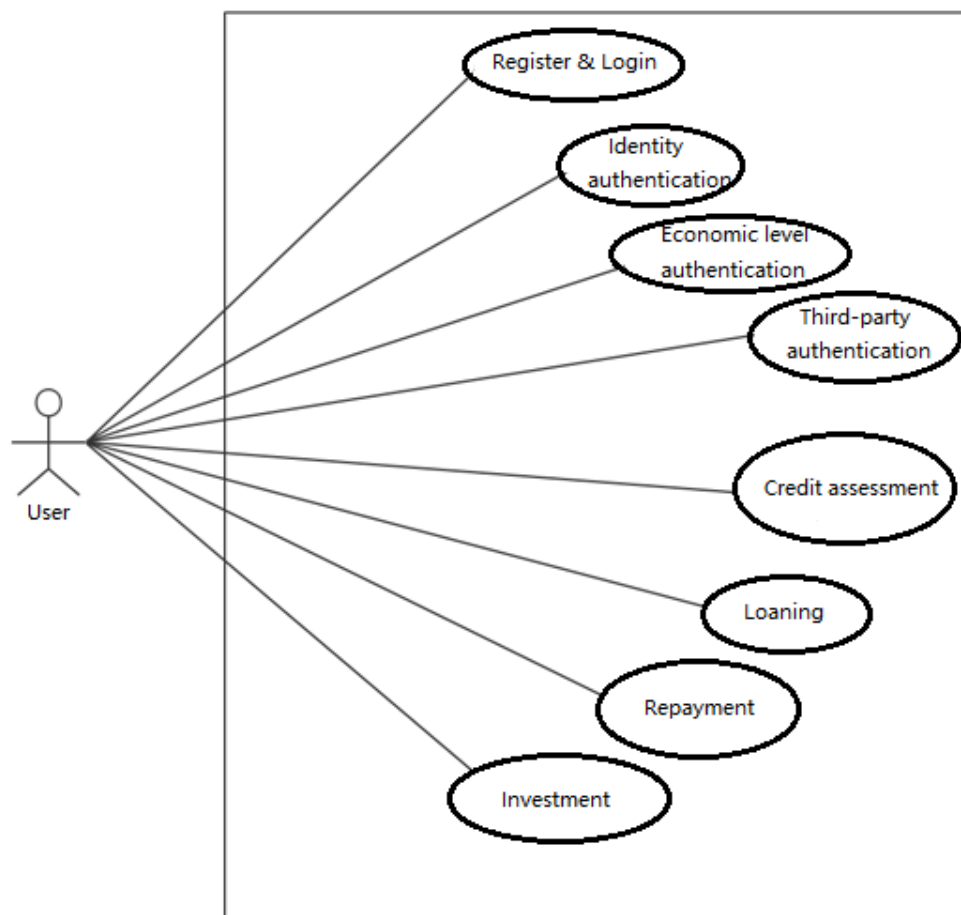 Register & Login
Identity
authentication
Economic level
authentication
Third-party
authentication
User
Credit assessment
Loaning
Repayment
Investment